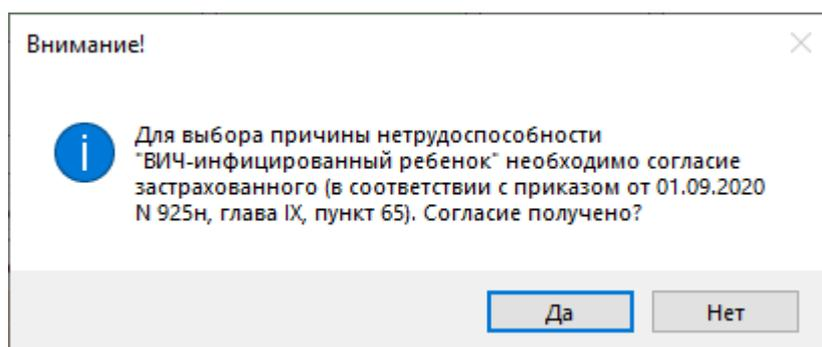 Внимание!
Для выбора причины нетрудоспособности
"ВИЧ-инфицированный ребенок" необходимо согласие
застрахованного (в соответствии с приказом от 01.09.2020
N 925н, глава IX, пункт 65). Согласие получено?
Да
Нет